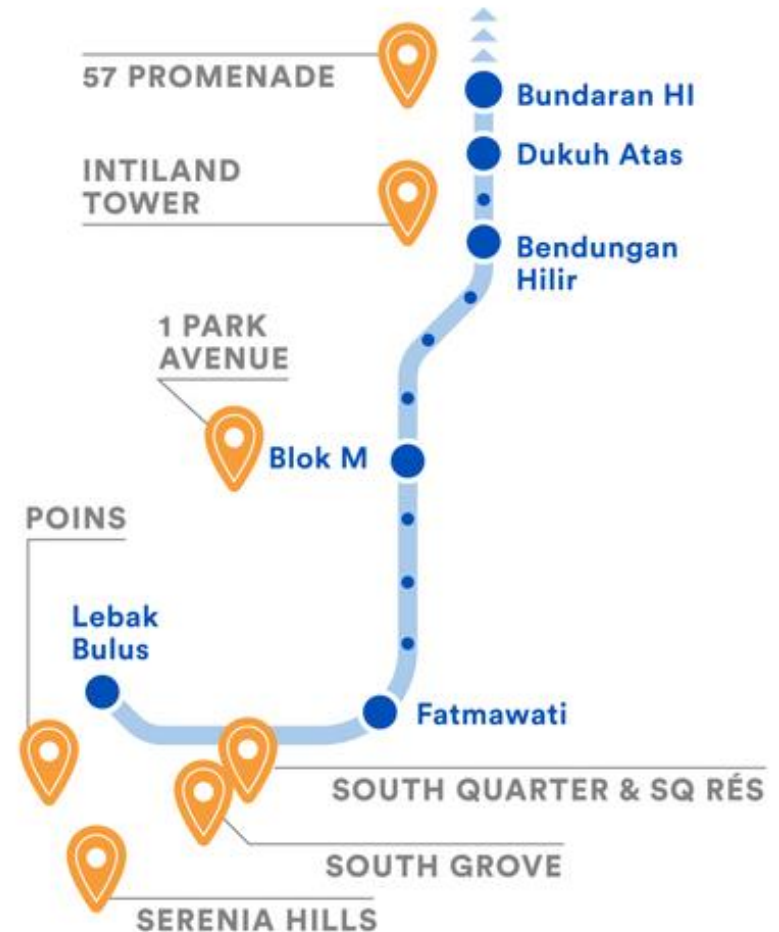 57 PROMENADE
Bundaran HI
Dukuh Atas
INTILAND
TOWER
Bendungan
Hilir
1 PARK
AVENUE
Blok M
POINS
Lebak
Bulus
Fatmawati
SOUTH QUARTER & SQ RÉS
SOUTH GROVE
SERENIA HILLS